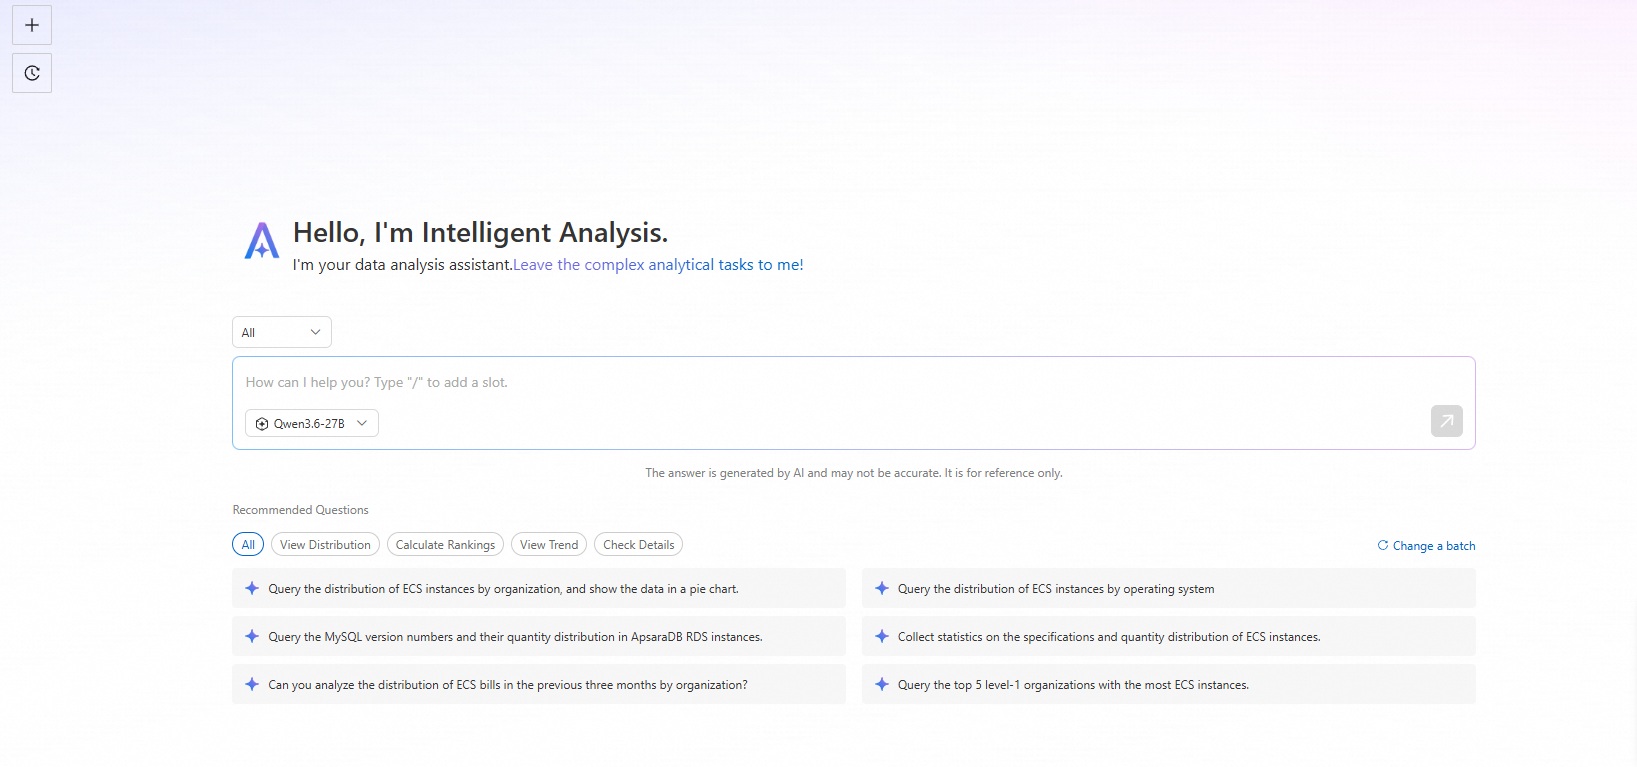 Hello, I'm Intelligent Analysis.
I'm your data analysis assistant.Leave the complex analytical tasks to me!
All
How can I help you? Type "/" to add a slot.
Qwen3.6-27B
The answer is generated by AI and may not be accurate. It is for reference only.
Recommended Questions
All View Distribution Calculate Rankings View Trend Check Details Change a batch
Query the distribution of ECS instances by organization, and show the data in a pie chart.
Query the distribution of ECS instances by operating system
Query the MySQL version numbers and their quantity distribution in ApsaraDB RDS instances.
Collect statistics on the specifications and quantity distribution of ECS instances.
Can you analyze the distribution of ECS bills in the previous three months by organization?
Query the top 5 level-1 organizations with the most ECS instances.